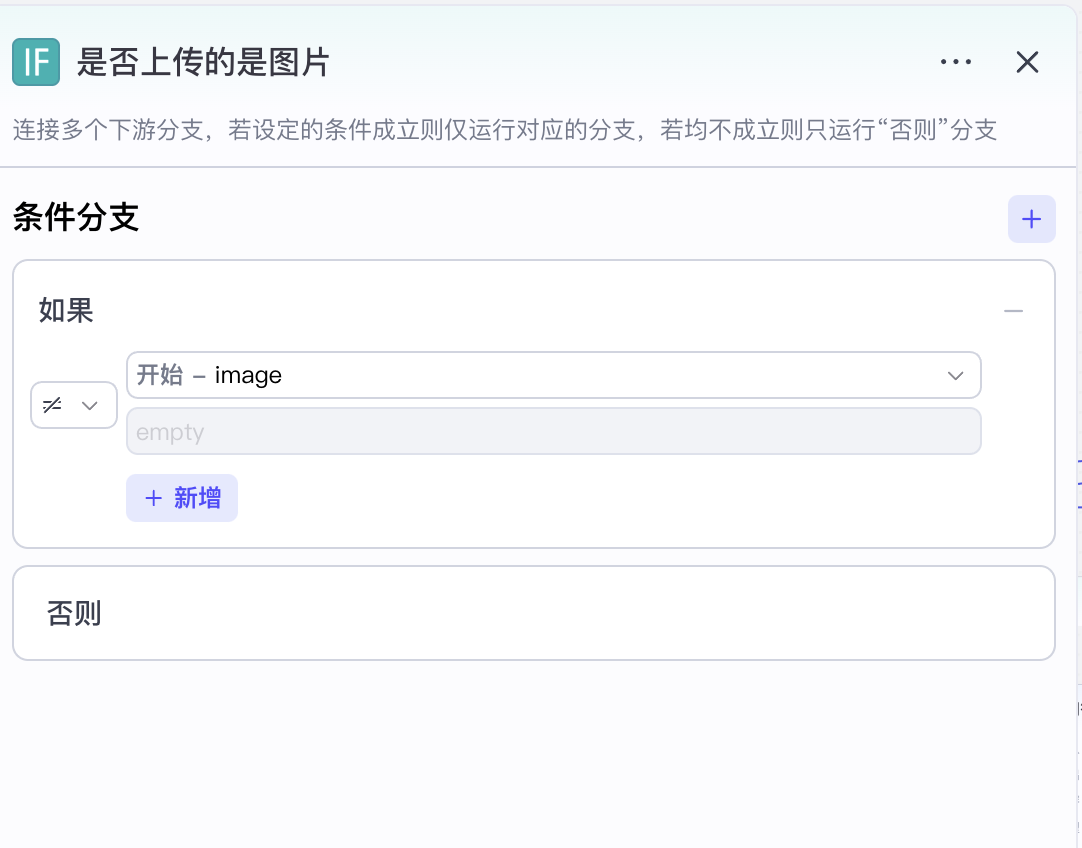 IF 是否上传的是图片
连接多个下游分支，若设定的条件成立则仅运行对应的分支，若均不成立则只运行“否则”分支
条件分支
如果
开始 – image
empty
+ 新增
否则